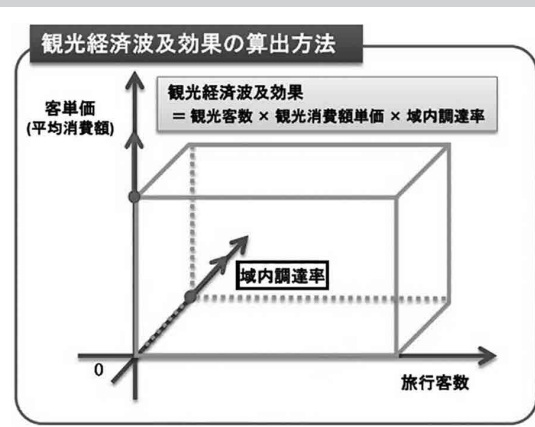 観光経済波及効果の算出方法
観光経済波及効果
＝観光客数 × 観光消費額単価 × 域内調達率
客単価
(平均消費額)
域内調達率
0
旅行客数